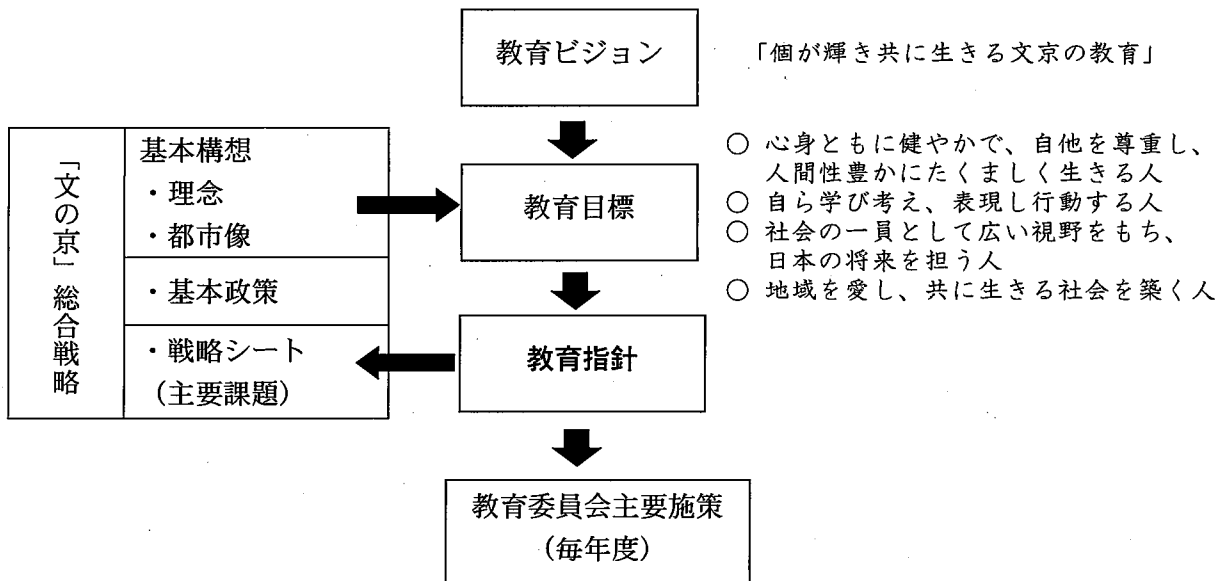 教育ビジョン
「個が輝き共に生きる文京の教育」
「文の京」総合戦略
基本構想
・理念
・都市像
・基本政策
・戦略シート
（主要課題）
教育目標
○ 心身ともに健やかで、自他を尊重し、
人間性豊かにたくましく生きる人
○ 自ら学び考え、表現し行動する人
○ 社会の一員として広い視野をもち、
日本の将来を担う人
○ 地域を愛し、共に生きる社会を築く人
教育指針
教育委員会主要施策
（毎年度）